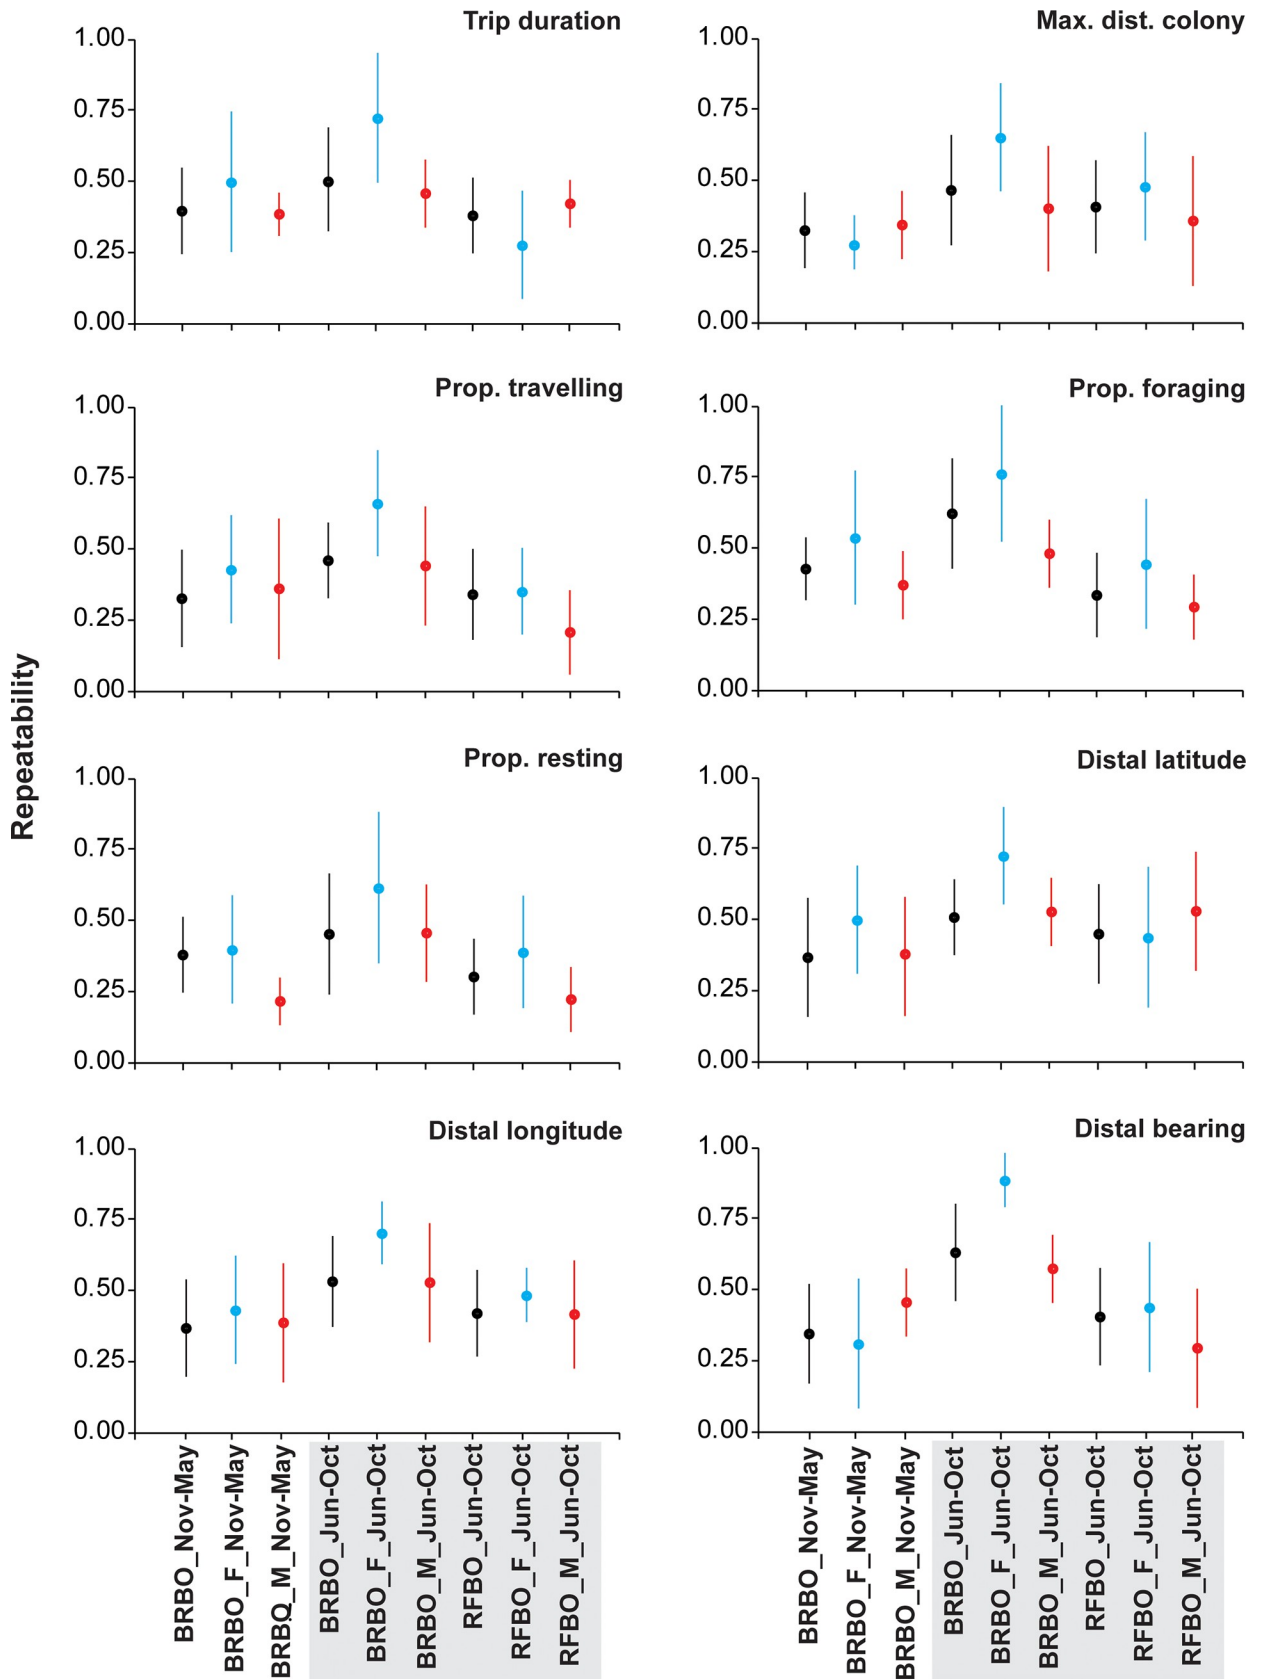 Trip duration
1.00
0.75
0.50
0.25
0.00
Max. dist. colony
1.00
0.75
0.50
0.25
0.00
Prop. travelling
1.00
0.75
0.50
0.25
0.00
Prop. foraging
1.00
0.75
0.50
0.25
0.00
Repeatability
Prop. resting
1.00
0.75
0.50
0.25
0.00
Distal latitude
1.00
0.75
0.50
0.25
0.00
Distal longitude
1.00
0.75
0.50
0.25
0.00
BRBO_Nov-May
BRBO_F_Nov-May
BRBO_M_Nov-May
BRBO_Jun-Oct
BRBO_F_Jun-Oct
BRBO_M_Jun-Oct
RFBO_Jun-Oct
RFBO_F_Jun-Oct
RFBO_M_Jun-Oct
Distal bearing
1.00
0.75
0.50
0.25
0.00
BRBO_Nov-May
BRBO_F_Nov-May
BRBO_M_Nov-May
BRBO_Jun-Oct
BRBO_F_Jun-Oct
BRBO_M_Jun-Oct
RFBO_Jun-Oct
RFBO_F_Jun-Oct
RFBO_M_Jun-Oct